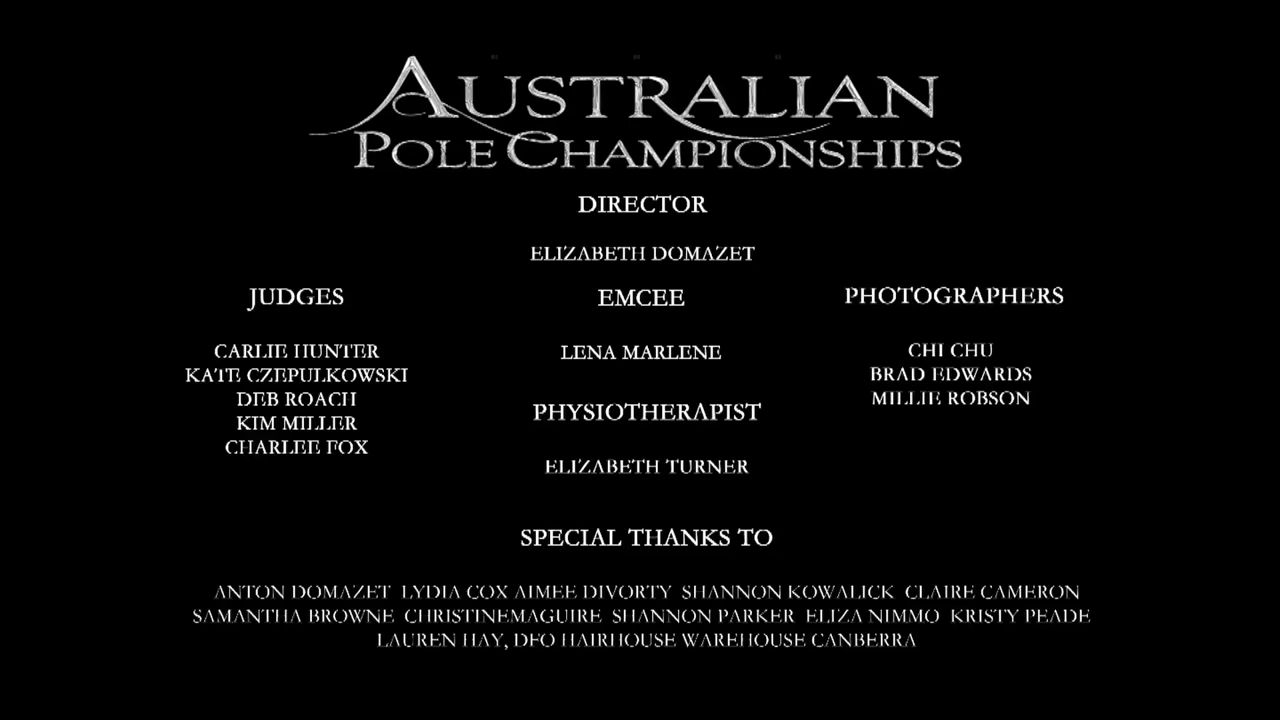 AUSTRALIAN
POLE CHAMPIONSHIPS
DIRECTOR
ELIZABETH DOMAZET
JUDGES
CARLIE HUNTER
KATE CZEPULKOWSKI
DEB ROACH
KIM MILLER
CHARLEE FOX
EMCEE
LENA MARLENE
PHYSIOTHERAPIST
ELIZABETH TURNER
PHOTOGRAPHERS
CHI CHU
BRAD EDWARDS
MILLIE ROBSON
SPECIAL THANKS TO
ANTON DOMAZET LYDIA COX AIMEE DIVORTY SHANNON KOWALICK CLAIRE CAMERON
SAMANTHA BROWNE CHRISTINEMAGUIRE SHANNON PARKER ELIZA NIMMO KRISTY PEADE
LAUREN HAY, DFO HAIRHOUSE WAREHOUSE CANBERRA